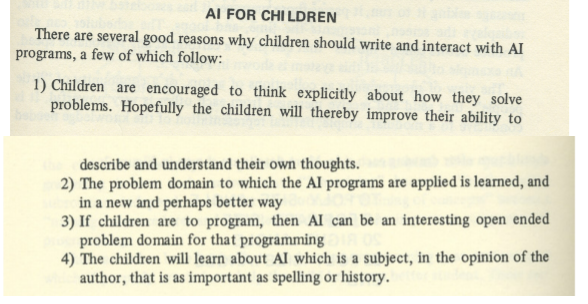 AI FOR CHILDREN
There are several good reasons why children should write and interact with AI
programs, a few of which follow:
1) Children are encouraged to think explicitly about how they solve
problems. Hopefully the children will thereby improve their ability to
describe and understand their own thoughts.
2) The problem domain to which the AI programs are applied is learned, and
in a new and perhaps better way
3) If children are to program, then AI can be an interesting open ended
problem domain for that programming
4) The children will learn about AI which is a subject, in the opinion of the
author, that is as important as spelling or history.